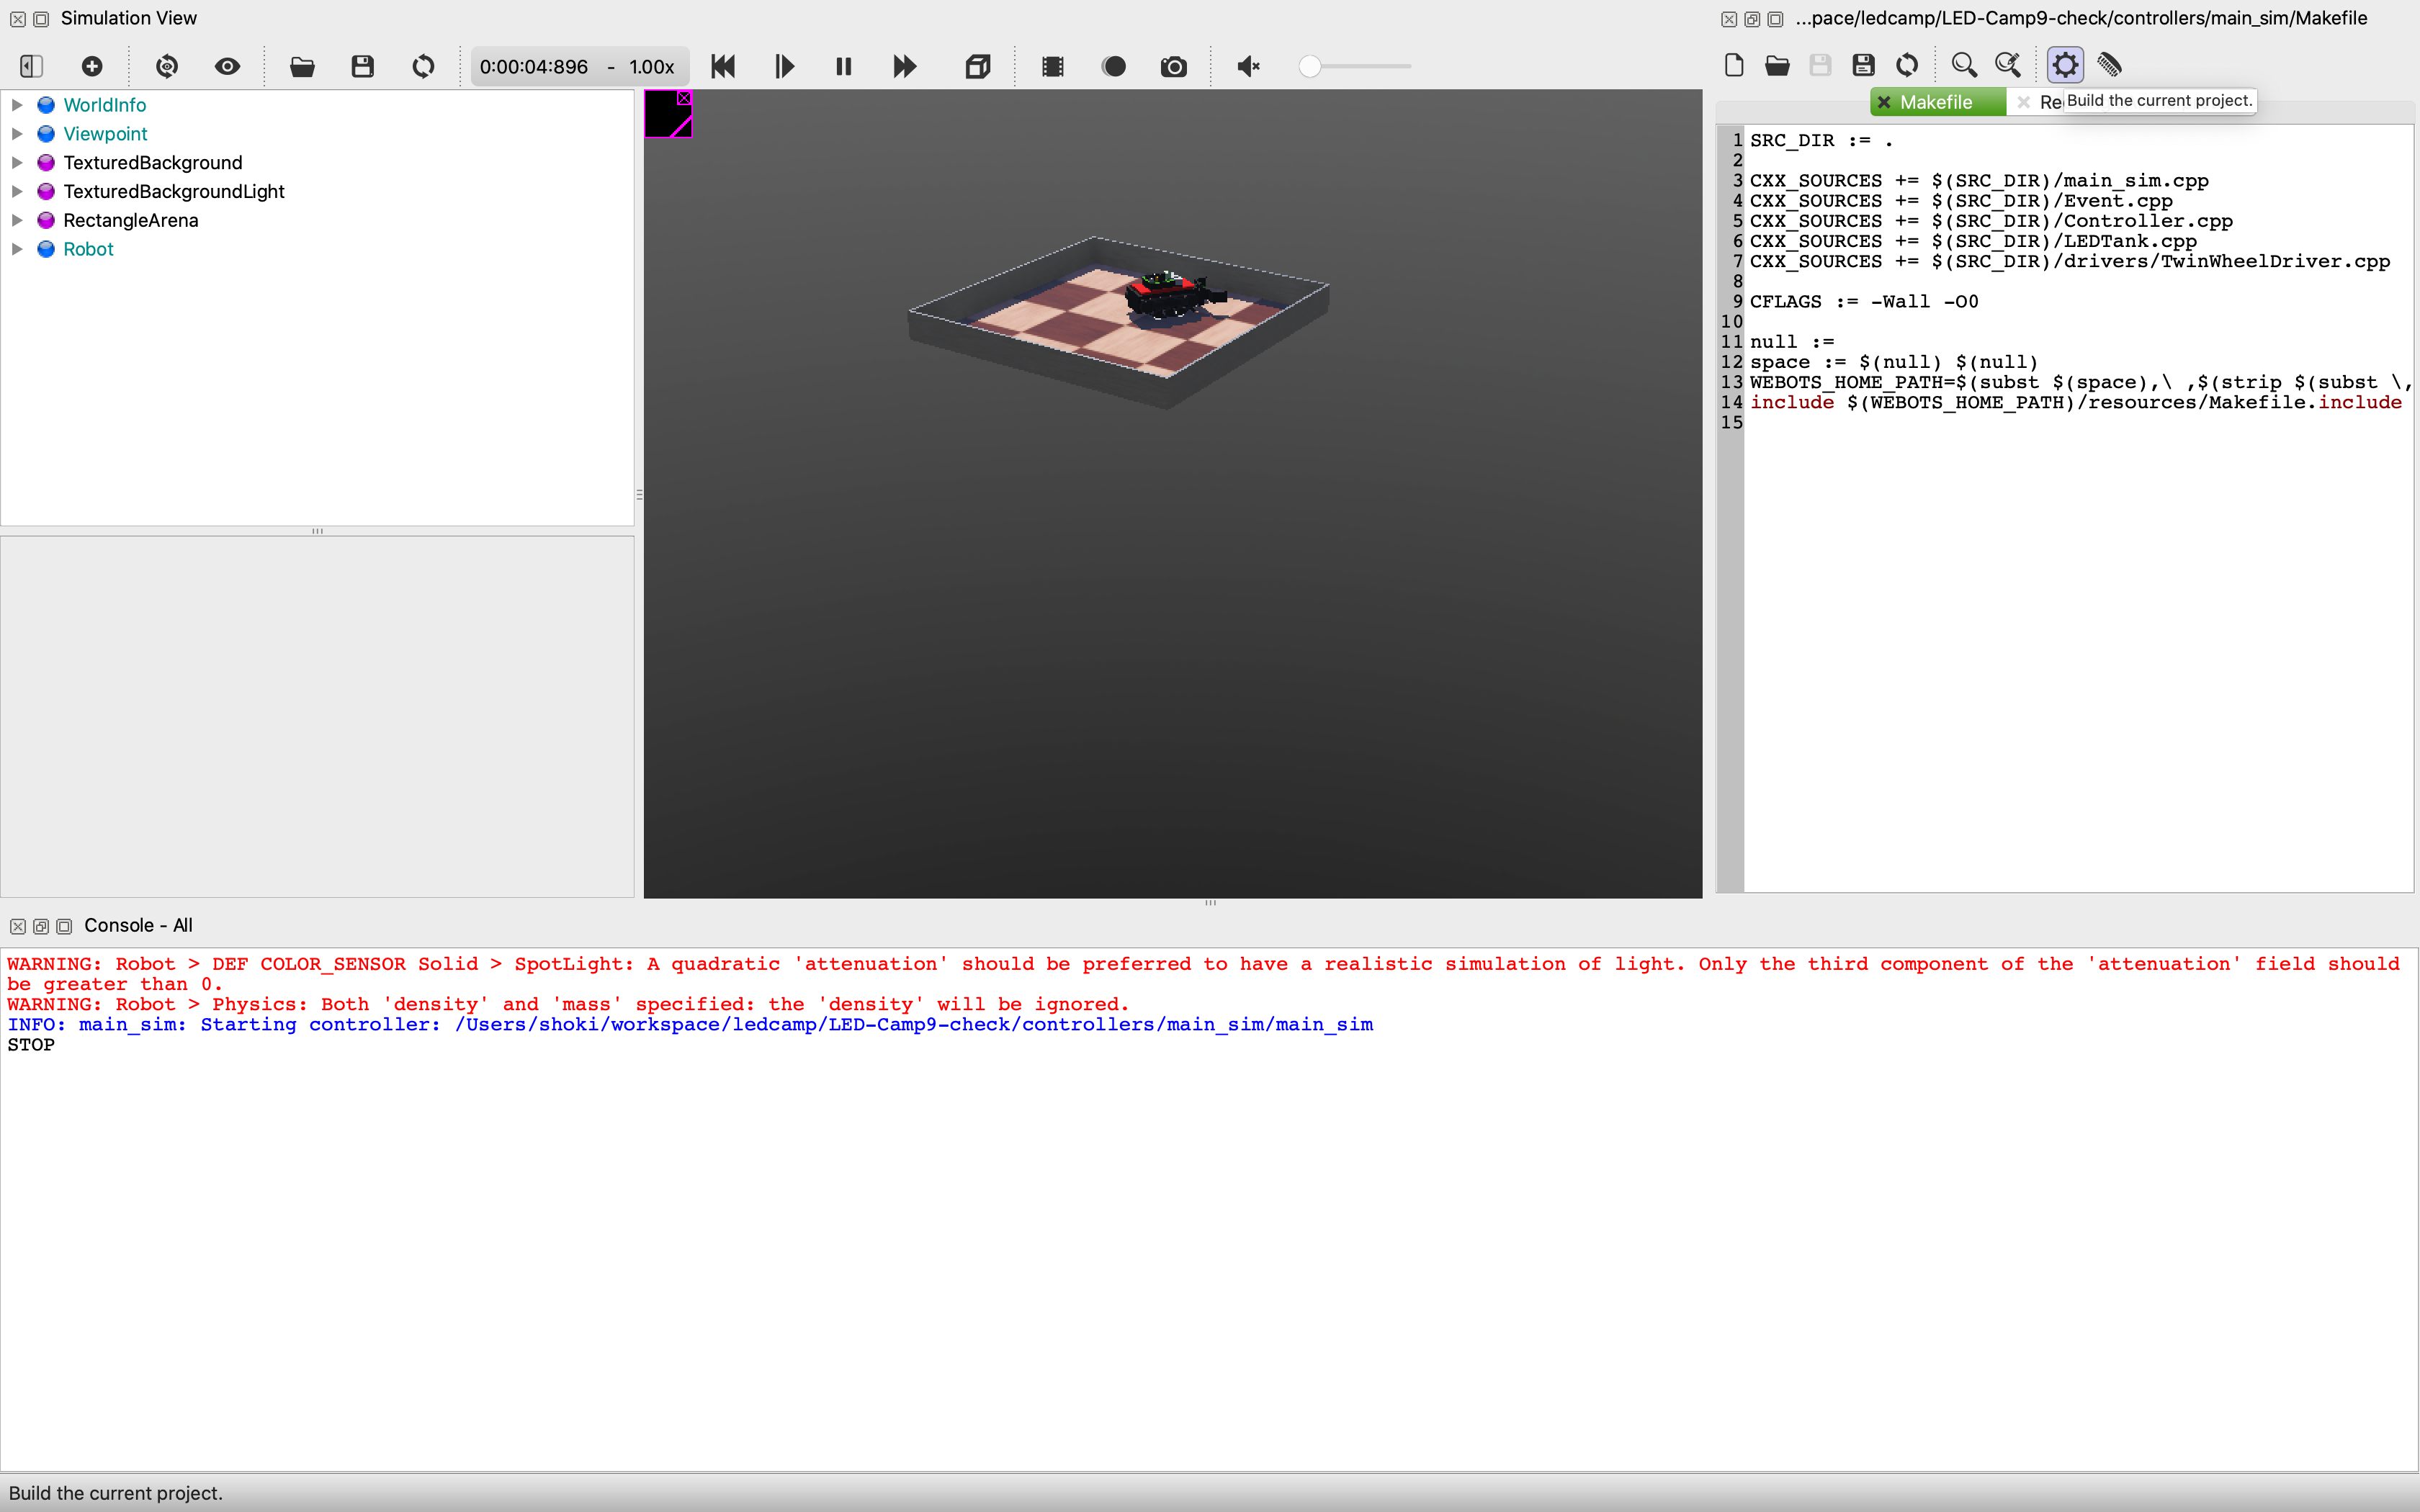 Simulation View
...pace/ledcamp/LED-Camp9-check/controllers/main_sim/Makefile
0:00:04:896 - 1.00x
Makefile
Re
Build the current project.
WorldInfo
Viewpoint
TexturedBackground
TexturedBackgroundLight
RectangleArena
Robot
1 SRC_DIR := .
2
3 CXX_SOURCES += $(SRC_DIR)/main_sim.cpp
4 CXX_SOURCES += $(SRC_DIR)/Event.cpp
5 CXX_SOURCES += $(SRC_DIR)/Controller.cpp
6 CXX_SOURCES += $(SRC_DIR)/LEDTank.cpp
7 CXX_SOURCES += $(SRC_DIR)/drivers/TwinWheelDriver.cpp
8
9 CFLAGS := -Wall -O0
10
11 null :=
12 space := $(null) $(null)
13 WEBOTS_HOME_PATH=$(subst $(space),\ ,$(strip $(subst \,
14 include $(WEBOTS_HOME_PATH)/resources/Makefile.include
15
Console - All
WARNING: Robot > DEF COLOR_SENSOR Solid > SpotLight: A quadratic 'attenuation' should be preferred to have a realistic simulation of light. Only the third component of the 'attenuation' field should
be greater than 0.
WARNING: Robot > Physics: Both 'density' and 'mass' specified: the 'density' will be ignored.
INFO: main_sim: Starting controller: /Users/shoki/workspace/ledcamp/LED-Camp9-check/controllers/main_sim/main_sim
STOP
Build the current project.